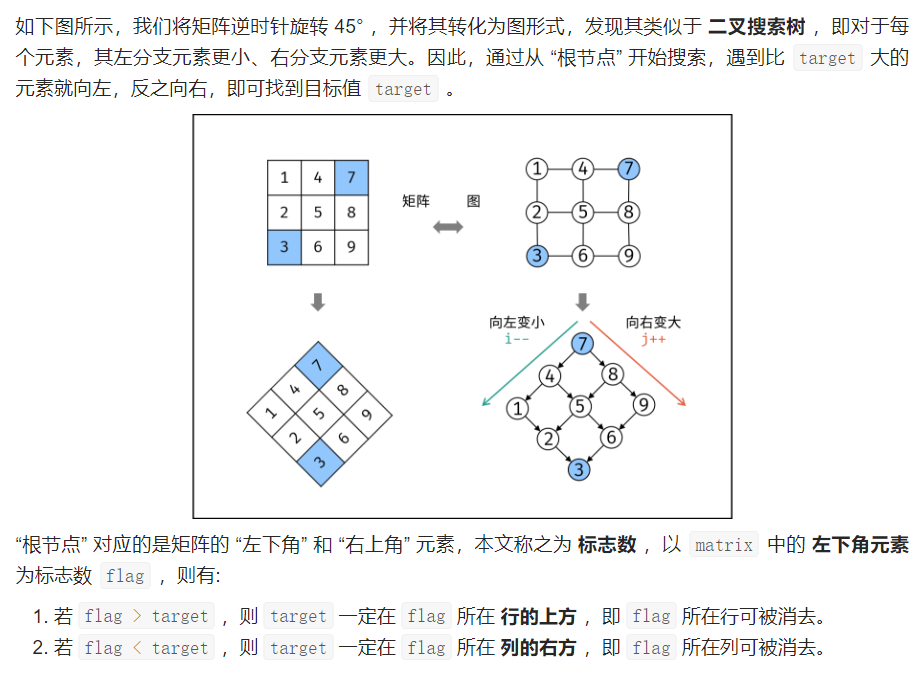 如下图所示，我们将矩阵逆时针旋转 45° ，并将其转化为图形式，发现其类似于 二叉搜索树 ，即对于每
个元素，其左分支元素更小、右分支元素更大。因此，通过从 “根节点” 开始搜索，遇到比 target 大的
元素就向左，反之向右，即可找到目标值 target 。
1 4 7
2 5 8
3 6 9
矩阵 图
1 4 7
2 5 8
3 6 9
7
4 8
1 5 9
2 6
3
向左变小
i--
向右变大
j++
7
4 8
1 5 9
2 6
3
“根节点” 对应的是矩阵的 “左下角” 和 “右上角” 元素，本文称之为 标志数 ，以 matrix 中的 左下角元素
为标志数 flag ，则有:
1. 若 flag > target ，则 target 一定在 flag 所在 行的上方 ，即 flag 所在行可被消去。
2. 若 flag < target ，则 target 一定在 flag 所在 列的右方 ，即 flag 所在列可被消去。